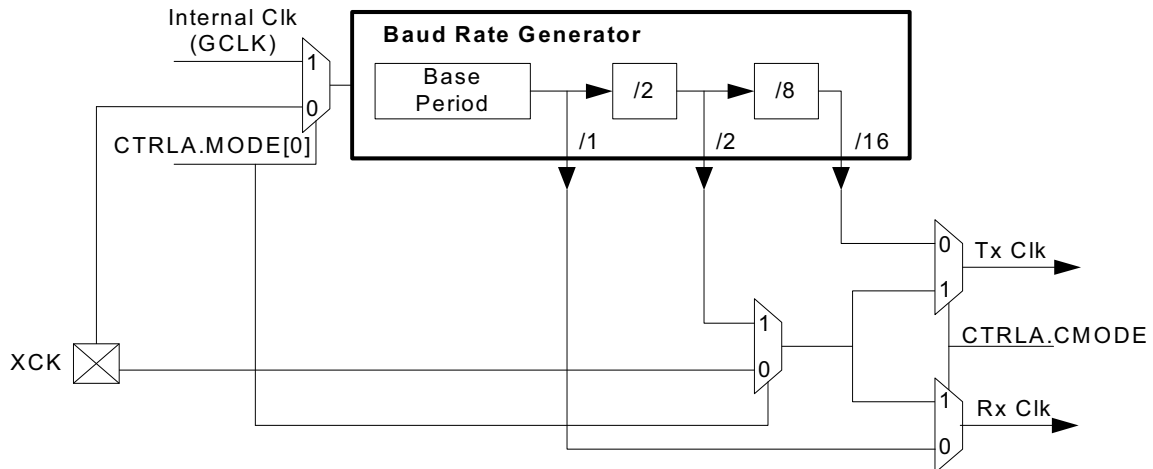 Internal Clk
(GCLK)
Baud Rate Generator
1
Base
Period
/2
/8
0
CTRLA.MODE[0]
/1
/2
/16
0
Tx Clk
1
1
CTRLA.CMODE
XCK
0
1
Rx Clk
0